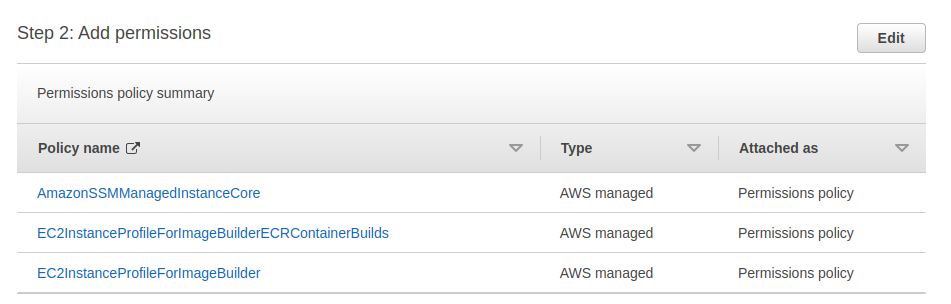 Step 2: Add permissions
Edit
Permissions policy summary
Policy name Type Attached as
AmazonSSMManagedInstanceCore AWS managed Permissions policy
EC2InstanceProfileForImageBuilderECRContainerBuilds AWS managed Permissions policy
EC2InstanceProfileForImageBuilder AWS managed Permissions policy